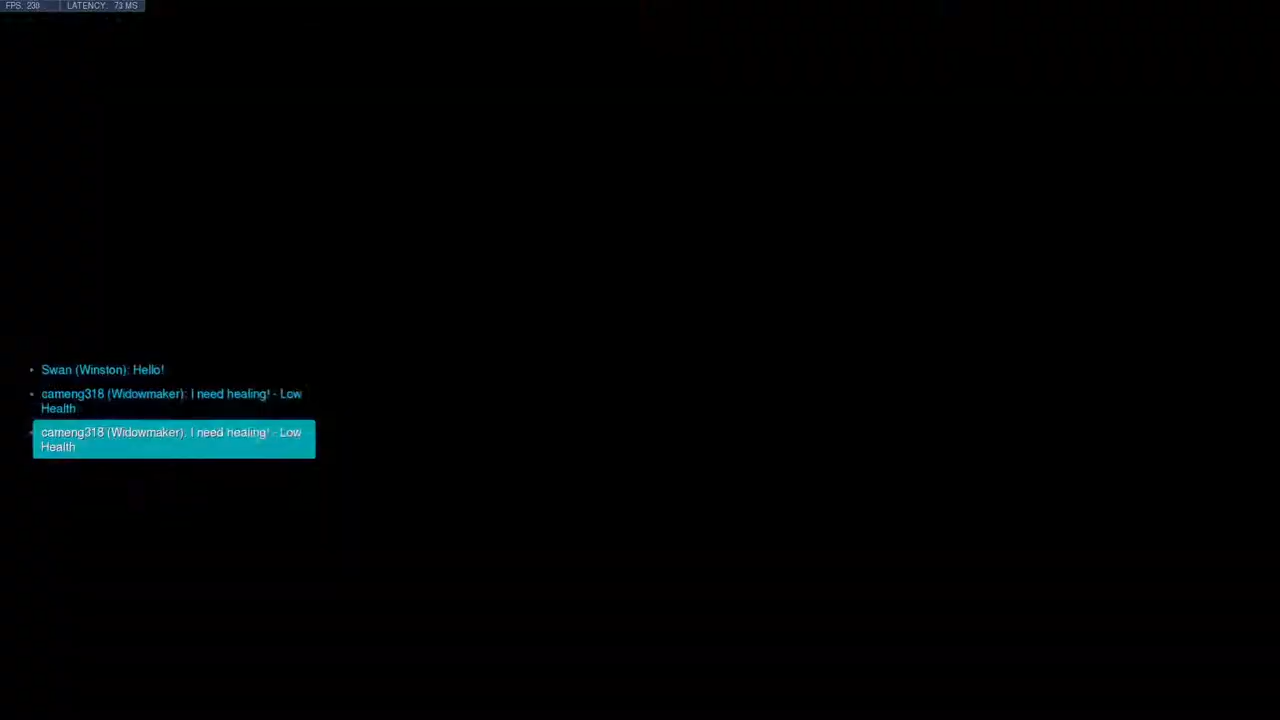 FPS: 230 LATENCY: 73 MS
Swan (Winston): Hello!
cameng318 (Widowmaker): I need healing! - Low
Health
cameng318 (Widowmaker): I need healing! - Low
Health